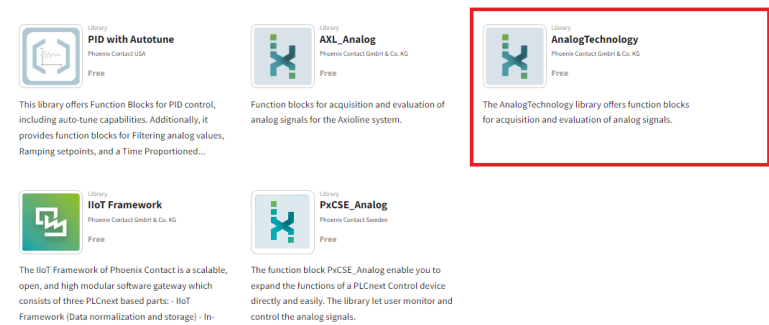 Library
PID with Autotune
Phoenix Contact USA
Free
This library offers Function Blocks for PID control,
including auto-tune capabilities. Additionally, it
provides function blocks for Filtering analog values,
Ramping setpoints, and a Time Proportioned...
Library
AXL_Analog
Phoenix Contact GmbH & Co. KG
Free
Function blocks for acquisition and evaluation of
analog signals for the Axioline system.
Library
AnalogTechnology
Phoenix Contact GmbH & Co. KG
Free
The AnalogTechnology library offers function blocks
for acquisition and evaluation of analog signals.
Library
IIoT Framework
Phoenix Contact GmbH & Co. KG
Free
The IIoT Framework of Phoenix Contact is a scalable,
open, and high modular software gateway which
consists of three PLCnext based parts: - IIoT
Framework (Data normalization and storage) - In-
Library
PxCSE_Analog
Phoenix Contact Sweden
Free
The function block PxCSE_Analog enable you to
expand the functions of a PLCnext Control device
directly and easily. The library let user monitor and
control the analog signals.